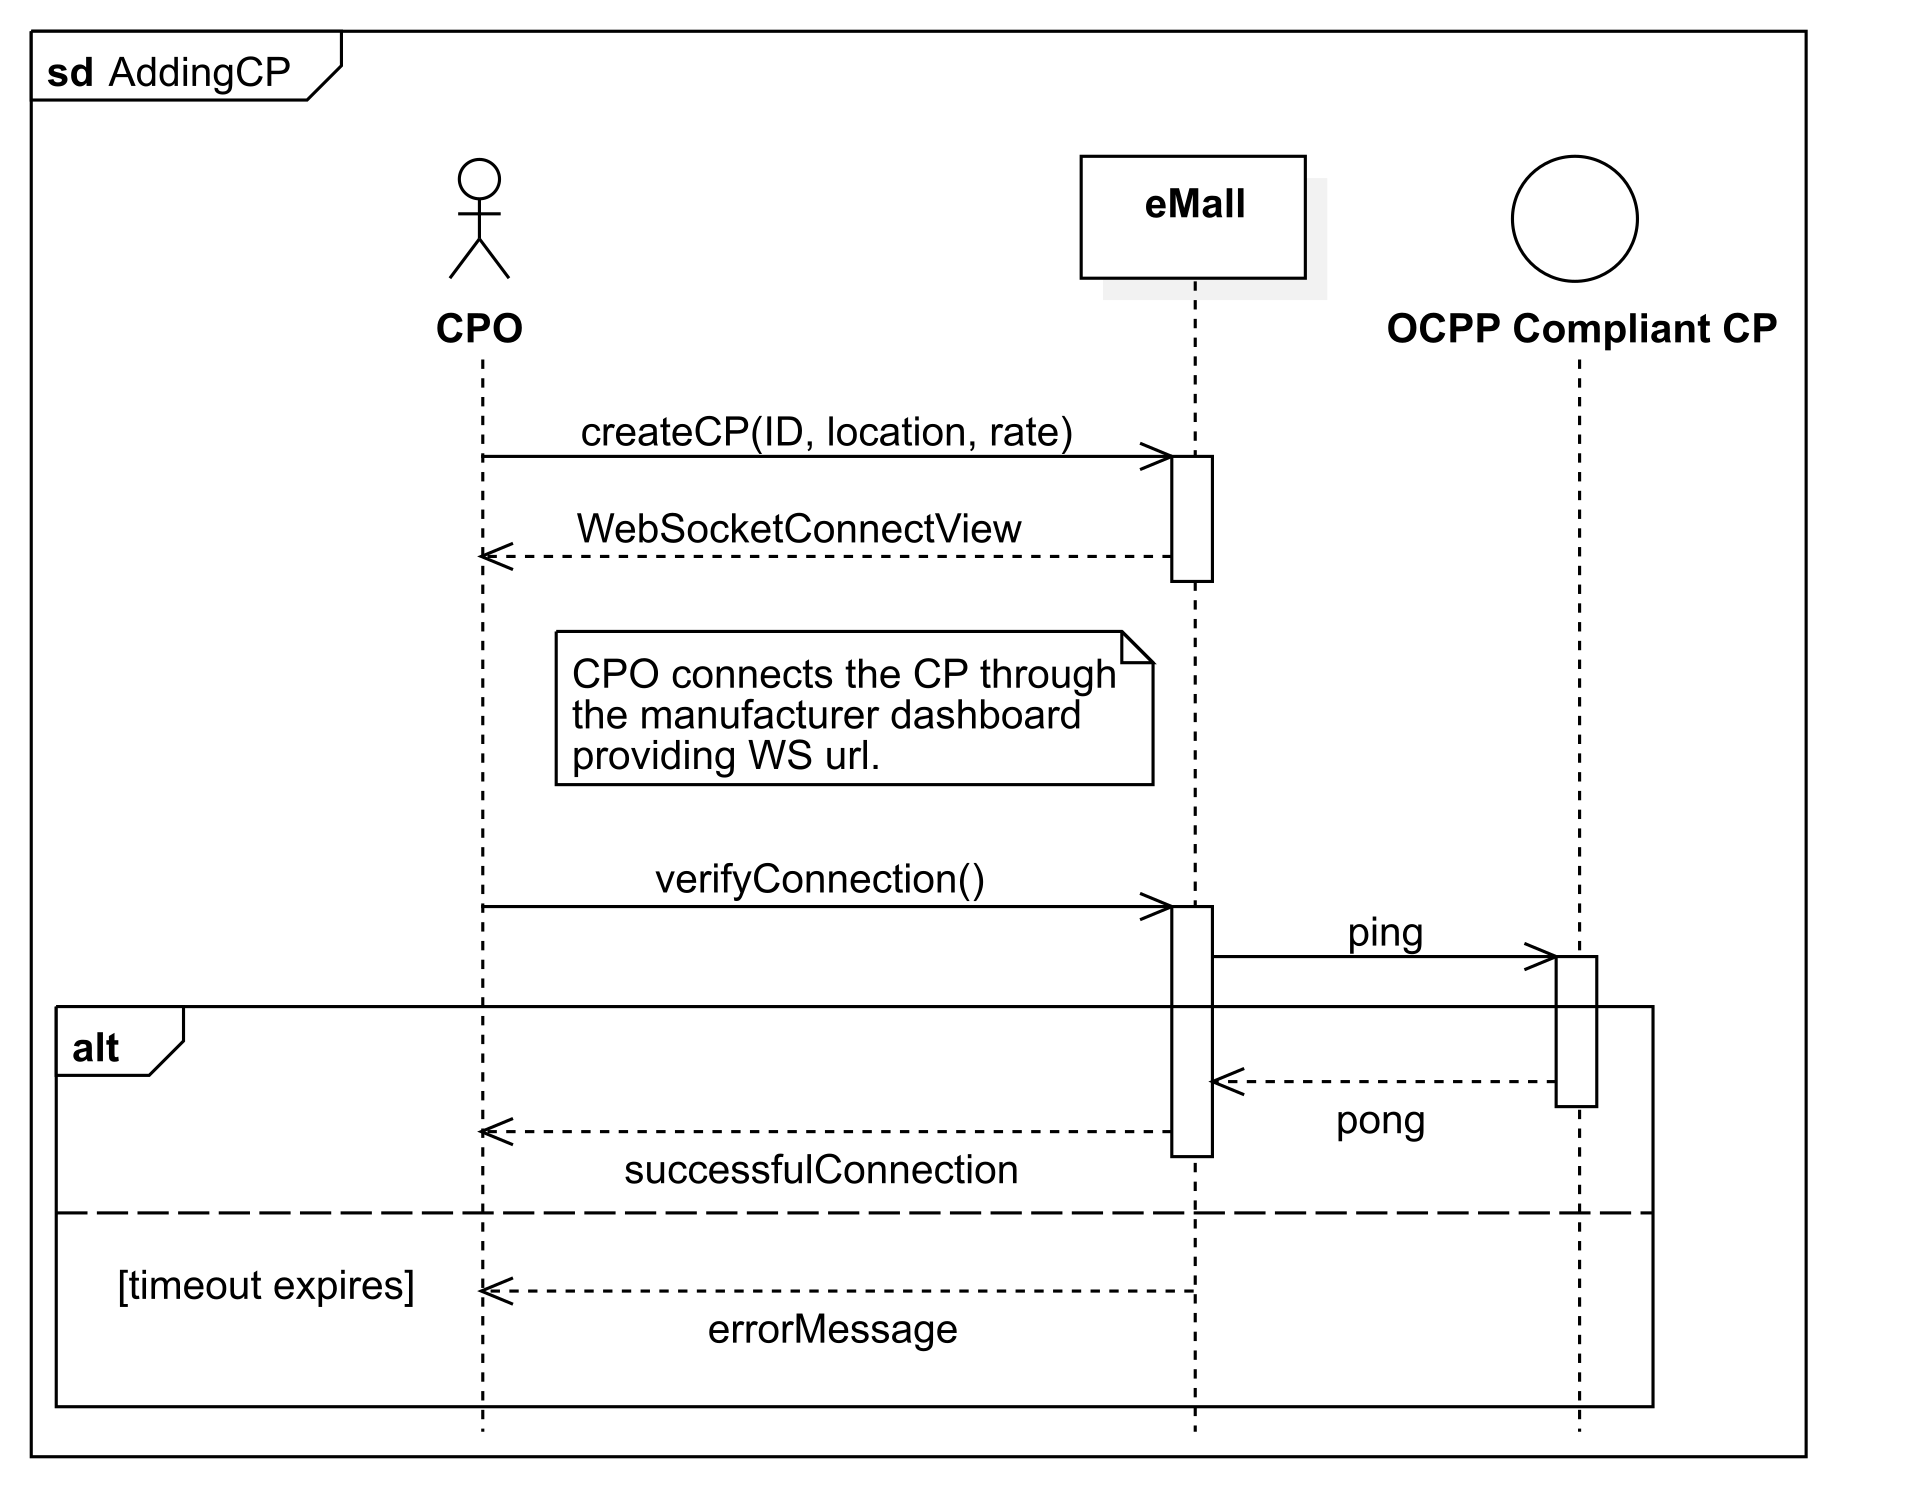 sd AddingCP
eMall
CPO
OCPP Compliant CP
createCP(ID, location, rate)
WebSocketConnectView
CPO connects the CP through
the manufacturer dashboard
providing WS url.
verifyConnection()
ping
alt
pong
successfulConnection
[timeout expires]
errorMessage